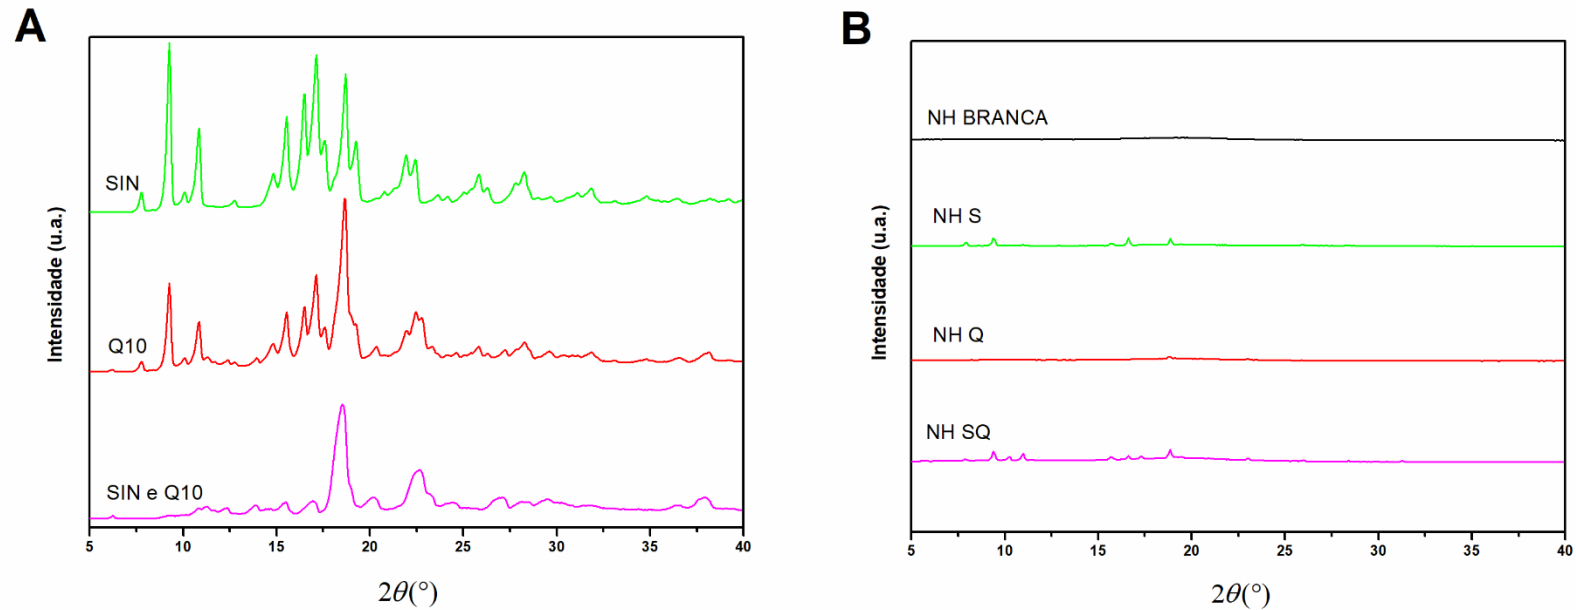 A
Intensidade (u.a.)
SIN
Q10
SIN e Q10
5 10 15 20 25 30 35 40
2θ(°)
B
Intensidade (u.a.)
NH BRANCA
NH S
NH Q
NH SQ
5 10 15 20 25 30 35 40
2θ(°)